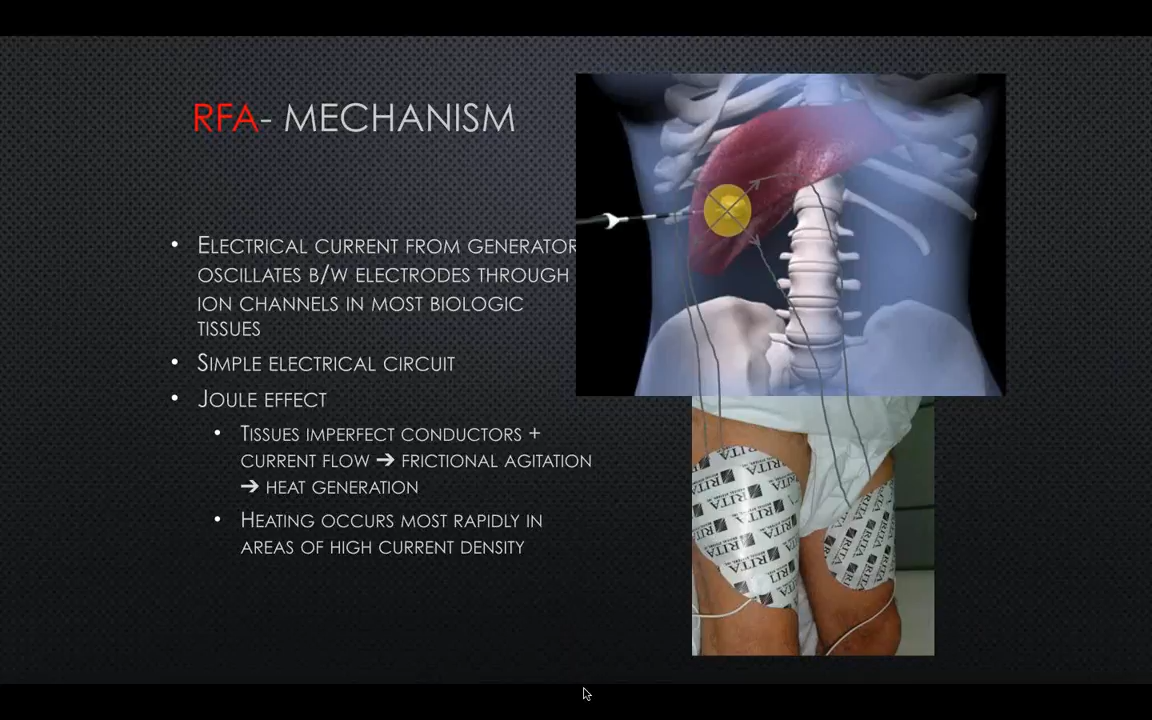 RFA- MECHANISM
ELECTRICAL CURRENT FROM GENERATOR
OSCILLATES B/W ELECTRODES THROUGH
ION CHANNELS IN MOST BIOLOGIC
TISSUES
SIMPLE ELECTRICAL CIRCUIT
JOULE EFFECT
TISSUES IMPERFECT CONDUCTORS +
CURRENT FLOW ➔ FRICTIONAL AGITATION
➔ HEAT GENERATION
HEATING OCCURS MOST RAPIDLY IN
AREAS OF HIGH CURRENT DENSITY
RITA